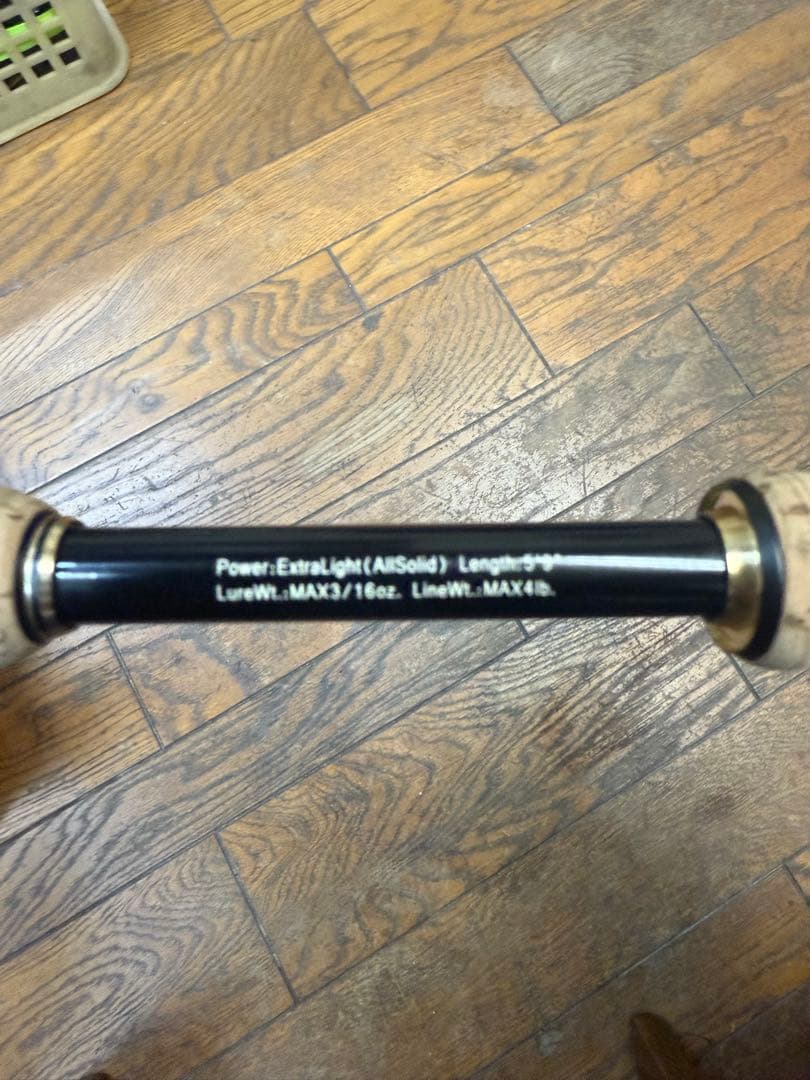 Power:ExtraLight(AllSolid) Length:5'9"
LureWt.:MAX3/16oz. LineWt.:MAX4lb.